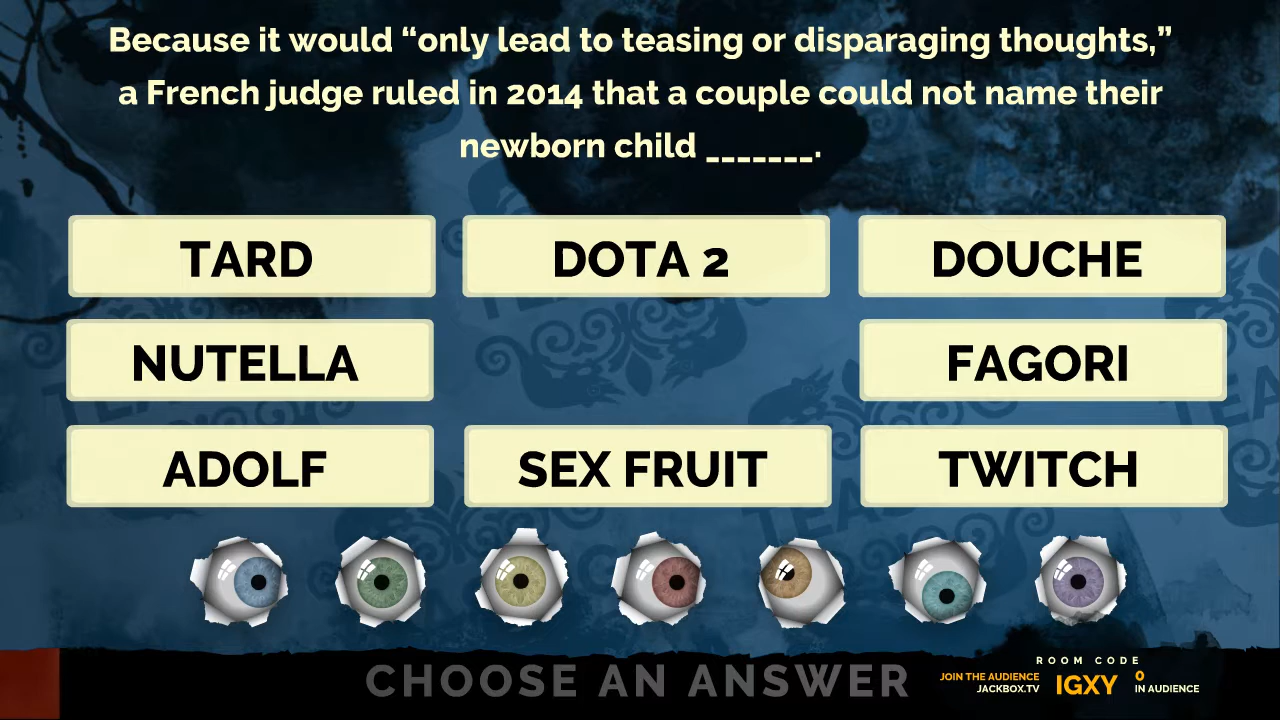 Because it would “only lead to teasing or disparaging thoughts,”
a French judge ruled in 2014 that a couple could not name their
newborn child _______.
TARD
DOTA 2
DOUCHE
NUTELLA
FAGORI
ADOLF
SEX FRUIT
TWITCH
CHOOSE AN ANSWER
ROOM CODE
JOIN THE AUDIENCE
JACKBOX.TV
IGXY
0
IN AUDIENCE